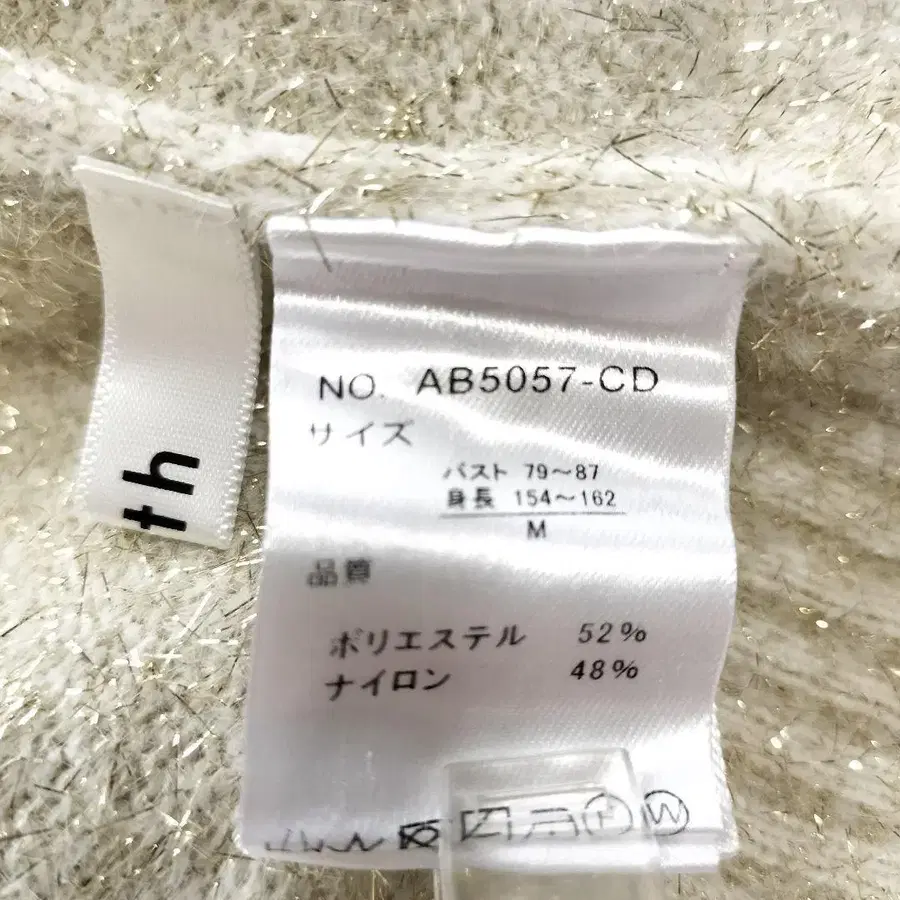 th
NO. AB5057-CD
サイズ
バスト 79～87
身長 154～162
M
品質
ポリエステル 52%
ナイロン 48%
W